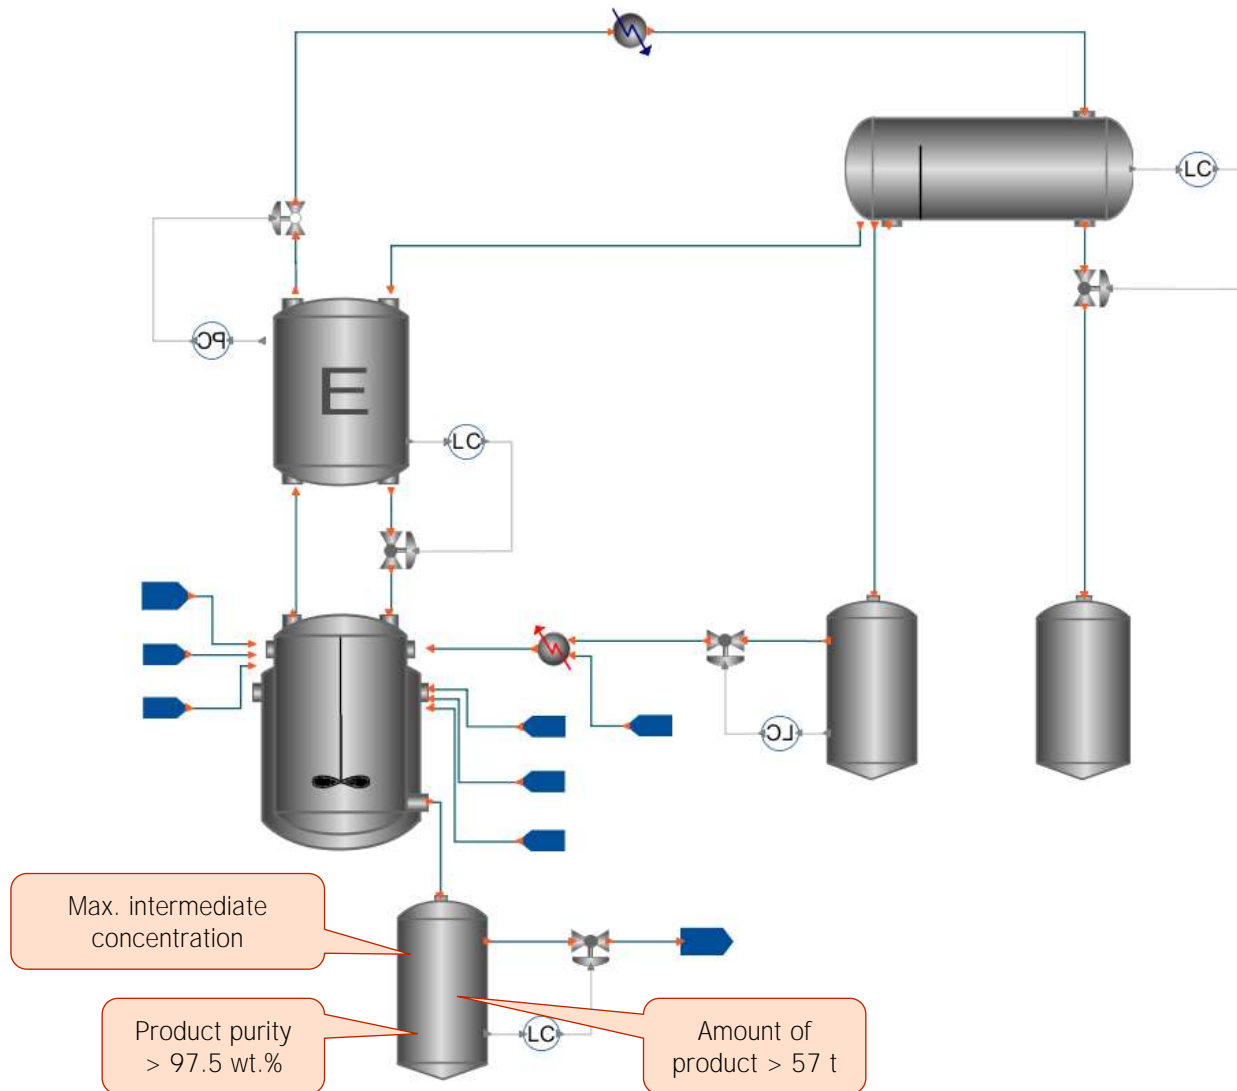 LC
PC
E
LC
LC
Max. intermediate
concentration
Product purity
> 97.5 wt.%
LC
Amount of
product > 57 t